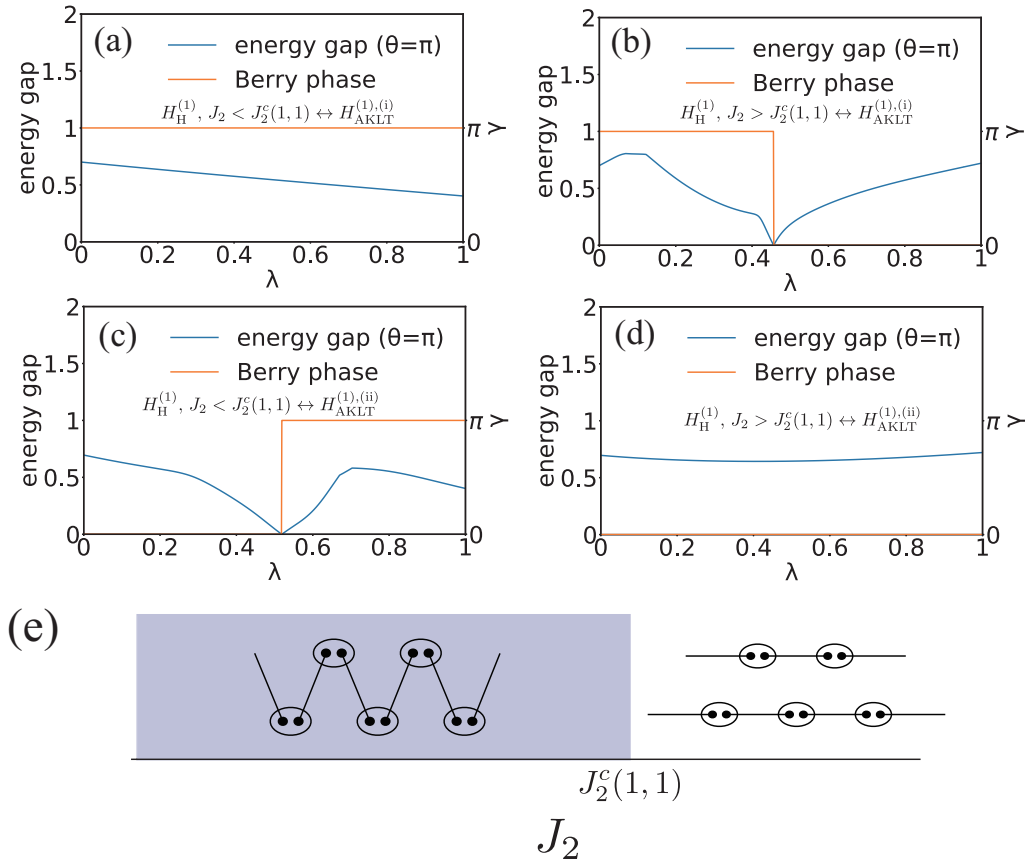 (a)
energy gap (θ=π)
Berry phase
H_H^(1), J_2 < J_2^c(1, 1) ↔ H_AKLT^(1),(i)
energy gap
2
1.5
1
0.5
0
0 0.2 0.4 0.6 0.8 1
λ
π
0
γ
(b)
energy gap (θ=π)
Berry phase
H_H^(1), J_2 > J_2^c(1, 1) ↔ H_AKLT^(1),(i)
energy gap
2
1.5
1
0.5
0
0 0.2 0.4 0.6 0.8 1
λ
π
0
γ
(c)
energy gap (θ=π)
Berry phase
H_H^(1), J_2 < J_2^c(1, 1) ↔ H_AKLT^(1),(ii)
energy gap
2
1.5
1
0.5
0
0 0.2 0.4 0.6 0.8 1
λ
π
0
γ
(d)
energy gap (θ=π)
Berry phase
H_H^(1), J_2 > J_2^c(1, 1) ↔ H_AKLT^(1),(ii)
energy gap
2
1.5
1
0.5
0
0 0.2 0.4 0.6 0.8 1
λ
π
0
γ
(e)
J_2^c(1, 1)
J_2